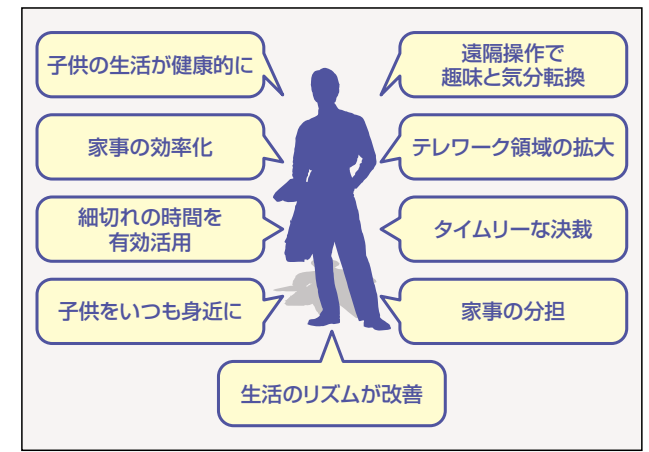 子供の生活が健康的に
遠隔操作で
趣味と気分転換
家事の効率化
テレワーク領域の拡大
細切れの時間を
有効活用
タイムリーな決裁
子供をいつも身近に
家事の分担
生活のリズムが改善